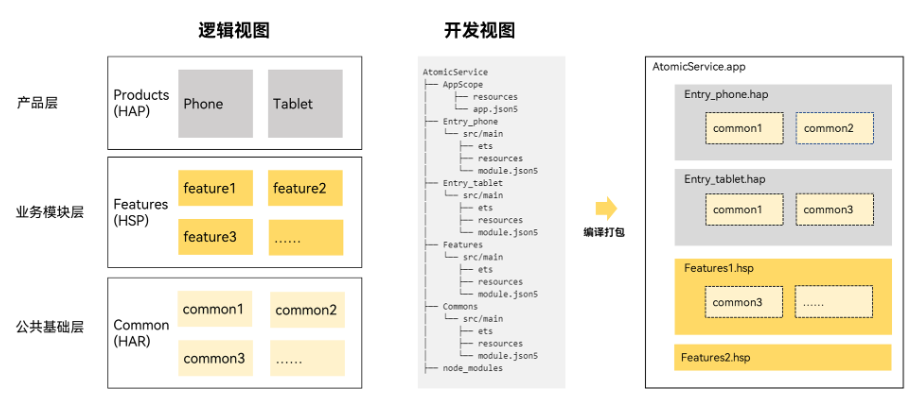 逻辑视图
开发视图
产品层
Products
(HAP)
Phone
Tablet
业务模块层
Features
(HSP)
feature1
feature2
feature3
......
公共基础层
Common
(HAR)
common1
common2
common3
......
AtomicService
├── AppScope
│       ├── resources
│       └── app.json5
├── Entry_phone
│   └── src/main
│       ├── ets
│       ├── resources
│       └── module.json5
├── Entry_tablet
│   └── src/main
│       ├── ets
│       ├── resources
│       └── module.json5
├── Features
│   └── src/main
│       ├── ets
│       ├── resources
│       └── module.json5
├── Commons
│   └── src/main
│       ├── ets
│       ├── resources
│       └── module.json5
├── node_modules
编译打包
AtomicService.app
Entry_phone.hap
common1
common2
Entry_tablet.hap
common1
common3
Features1.hsp
common3
......
Features2.hsp